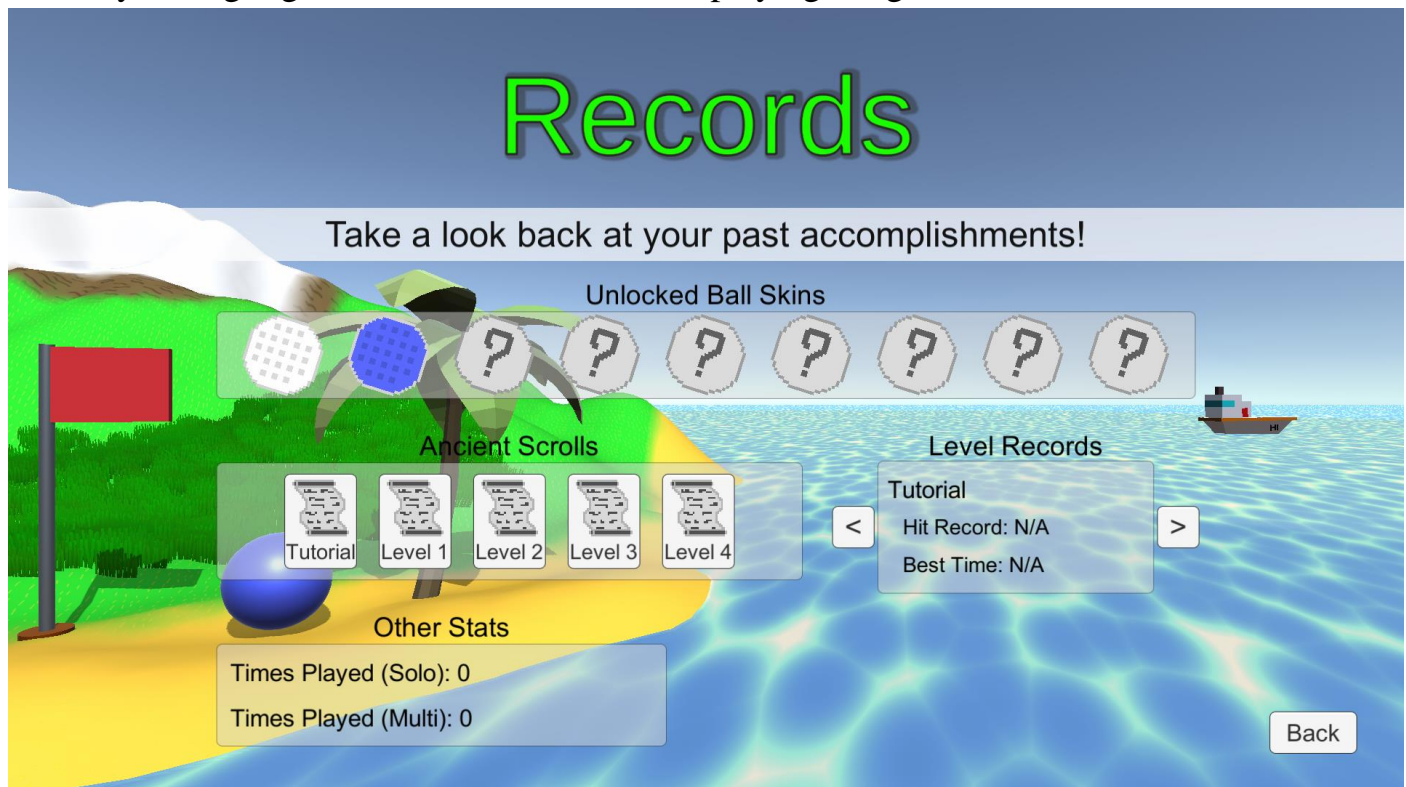 Records
Take a look back at your past accomplishments!
Unlocked Ball Skins
? ? ? ? ? ? ?
Ancient Scrolls
Tutorial Level 1 Level 2 Level 3 Level 4
Level Records
< >
Tutorial
Hit Record: N/A
Best Time: N/A
Other Stats
Times Played (Solo): 0
Times Played (Multi): 0
HI
Back